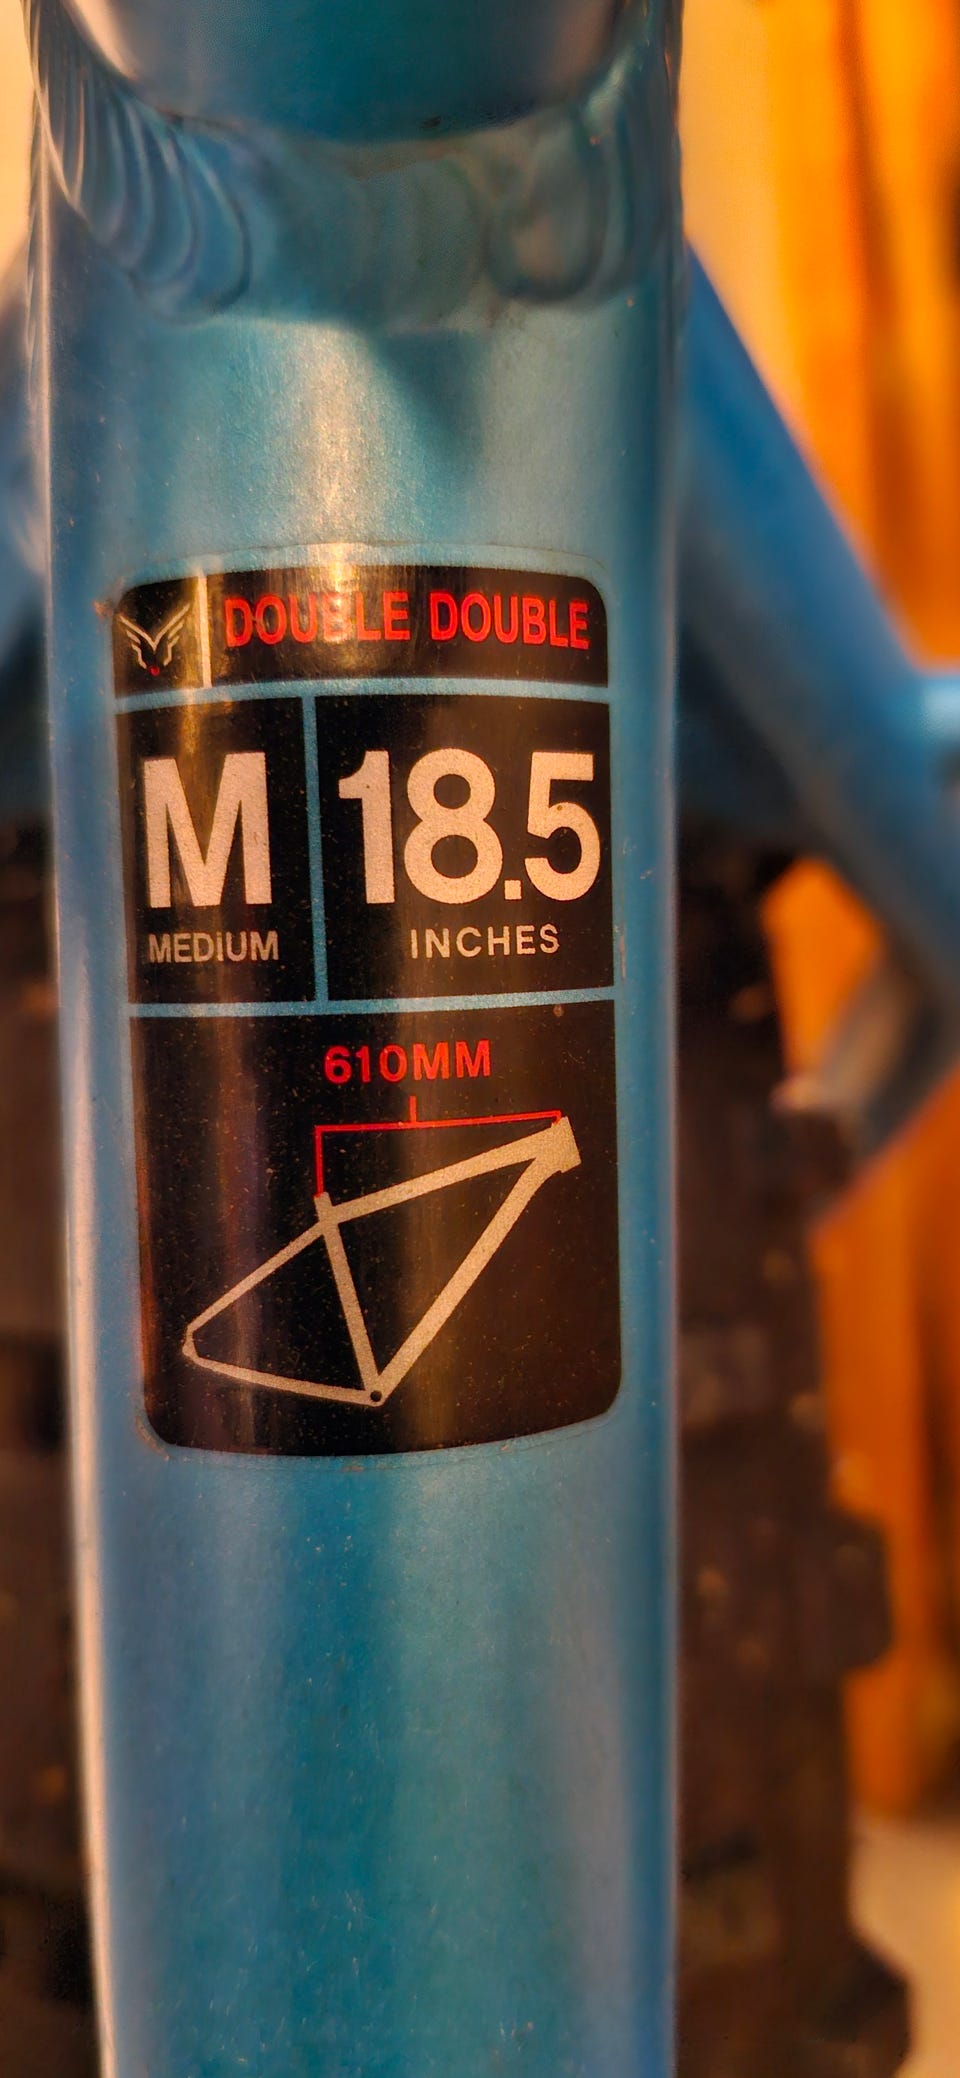 DOUBLE DOUBLE
M 18.5
MEDIUM INCHES
610MM